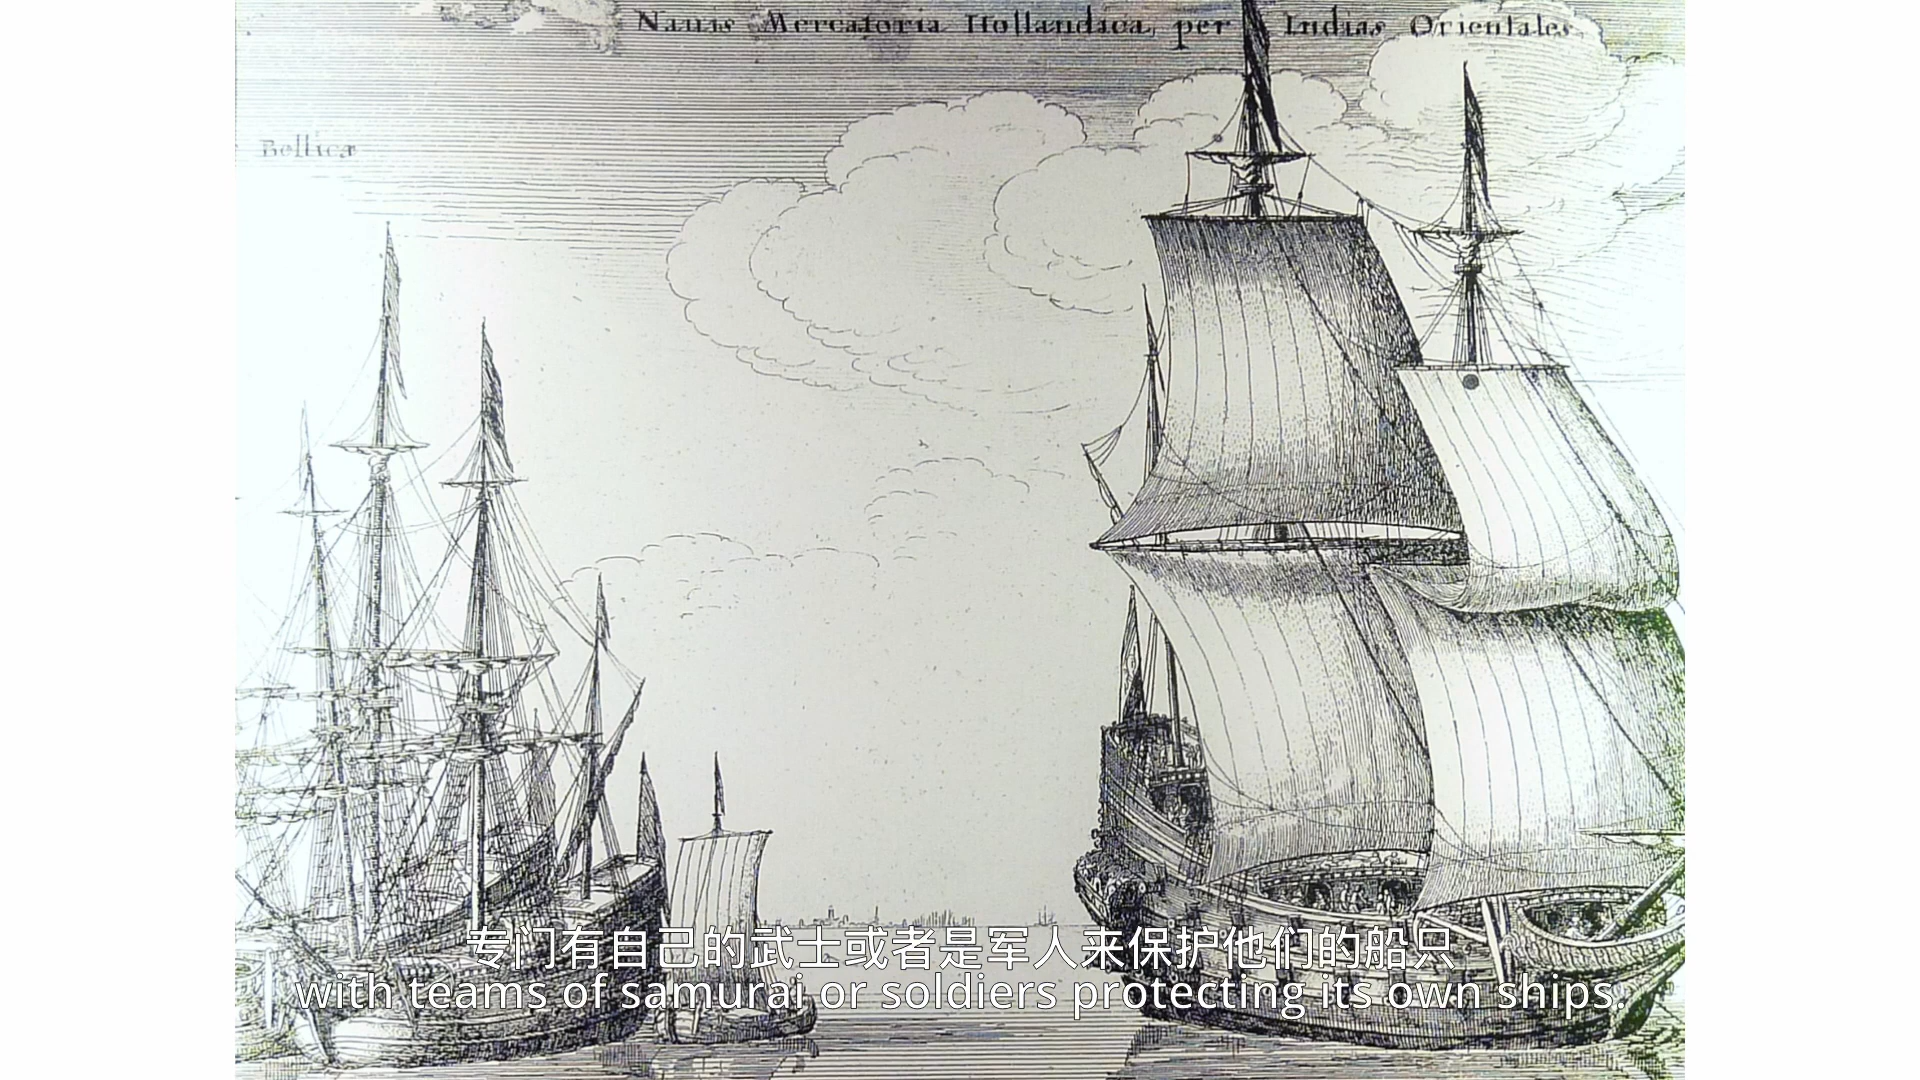 Nauis Mercatoria Hollandica, per Indias Orientales
Bellicæ
专门有自己的武士或者是军人来保护他们的船只
with teams of samurai or soldiers protecting its own ships.